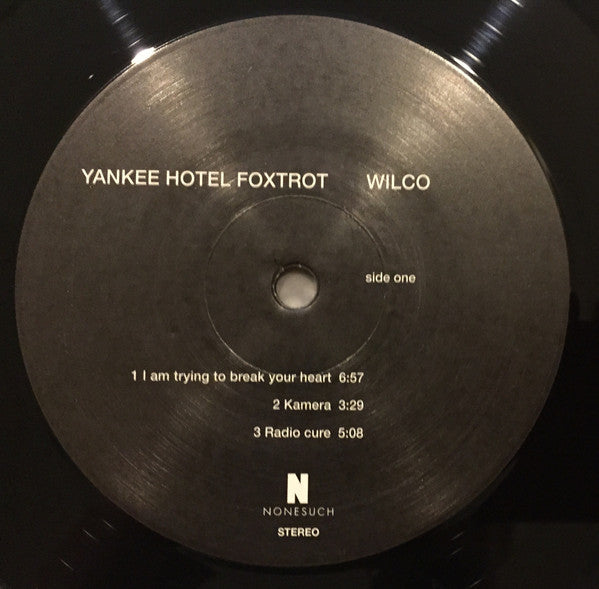 YANKEE HOTEL FOXTROT WILCO
side one
1 I am trying to break your heart 6:57
2 Kamera 3:29
3 Radio cure 5:08
N
NONESUCH
STEREO